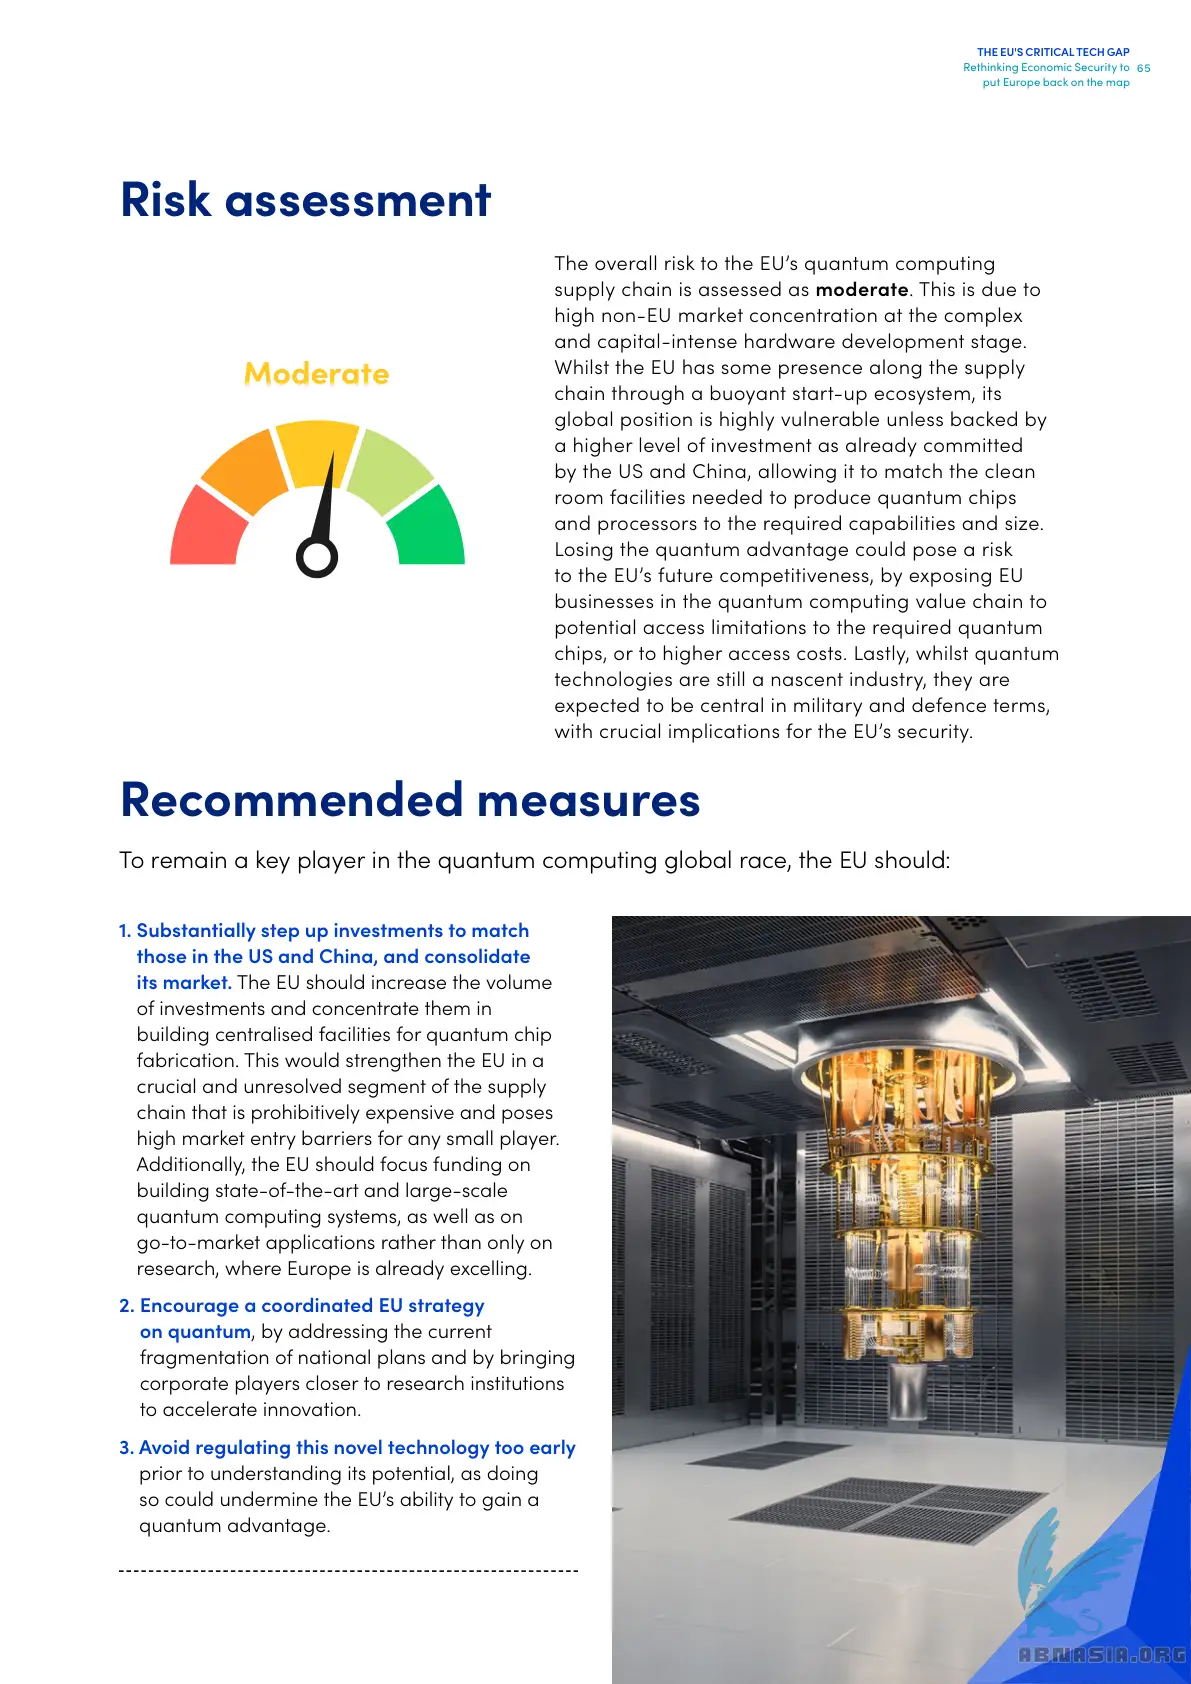 THE EU'S CRITICAL TECH GAP
Rethinking Economic Security to 65
put Europe back on the map
Risk assessment
Moderate
The overall risk to the EU’s quantum computing
supply chain is assessed as moderate. This is due to
high non-EU market concentration at the complex
and capital-intense hardware development stage.
Whilst the EU has some presence along the supply
chain through a buoyant start-up ecosystem, its
global position is highly vulnerable unless backed by
a higher level of investment as already committed
by the US and China, allowing it to match the clean
room facilities needed to produce quantum chips
and processors to the required capabilities and size.
Losing the quantum advantage could pose a risk
to the EU’s future competitiveness, by exposing EU
businesses in the quantum computing value chain to
potential access limitations to the required quantum
chips, or to higher access costs. Lastly, whilst quantum
technologies are still a nascent industry, they are
expected to be central in military and defence terms,
with crucial implications for the EU’s security.
Recommended measures
To remain a key player in the quantum computing global race, the EU should:
1. Substantially step up investments to match
those in the US and China, and consolidate
its market. The EU should increase the volume
of investments and concentrate them in
building centralised facilities for quantum chip
fabrication. This would strengthen the EU in a
crucial and unresolved segment of the supply
chain that is prohibitively expensive and poses
high market entry barriers for any small player.
Additionally, the EU should focus funding on
building state-of-the-art and large-scale
quantum computing systems, as well as on
go-to-market applications rather than only on
research, where Europe is already excelling.
2. Encourage a coordinated EU strategy
on quantum, by addressing the current
fragmentation of national plans and by bringing
corporate players closer to research institutions
to accelerate innovation.
3. Avoid regulating this novel technology too early
prior to understanding its potential, as doing
so could undermine the EU’s ability to gain a
quantum advantage.
ABNASIA.ORG